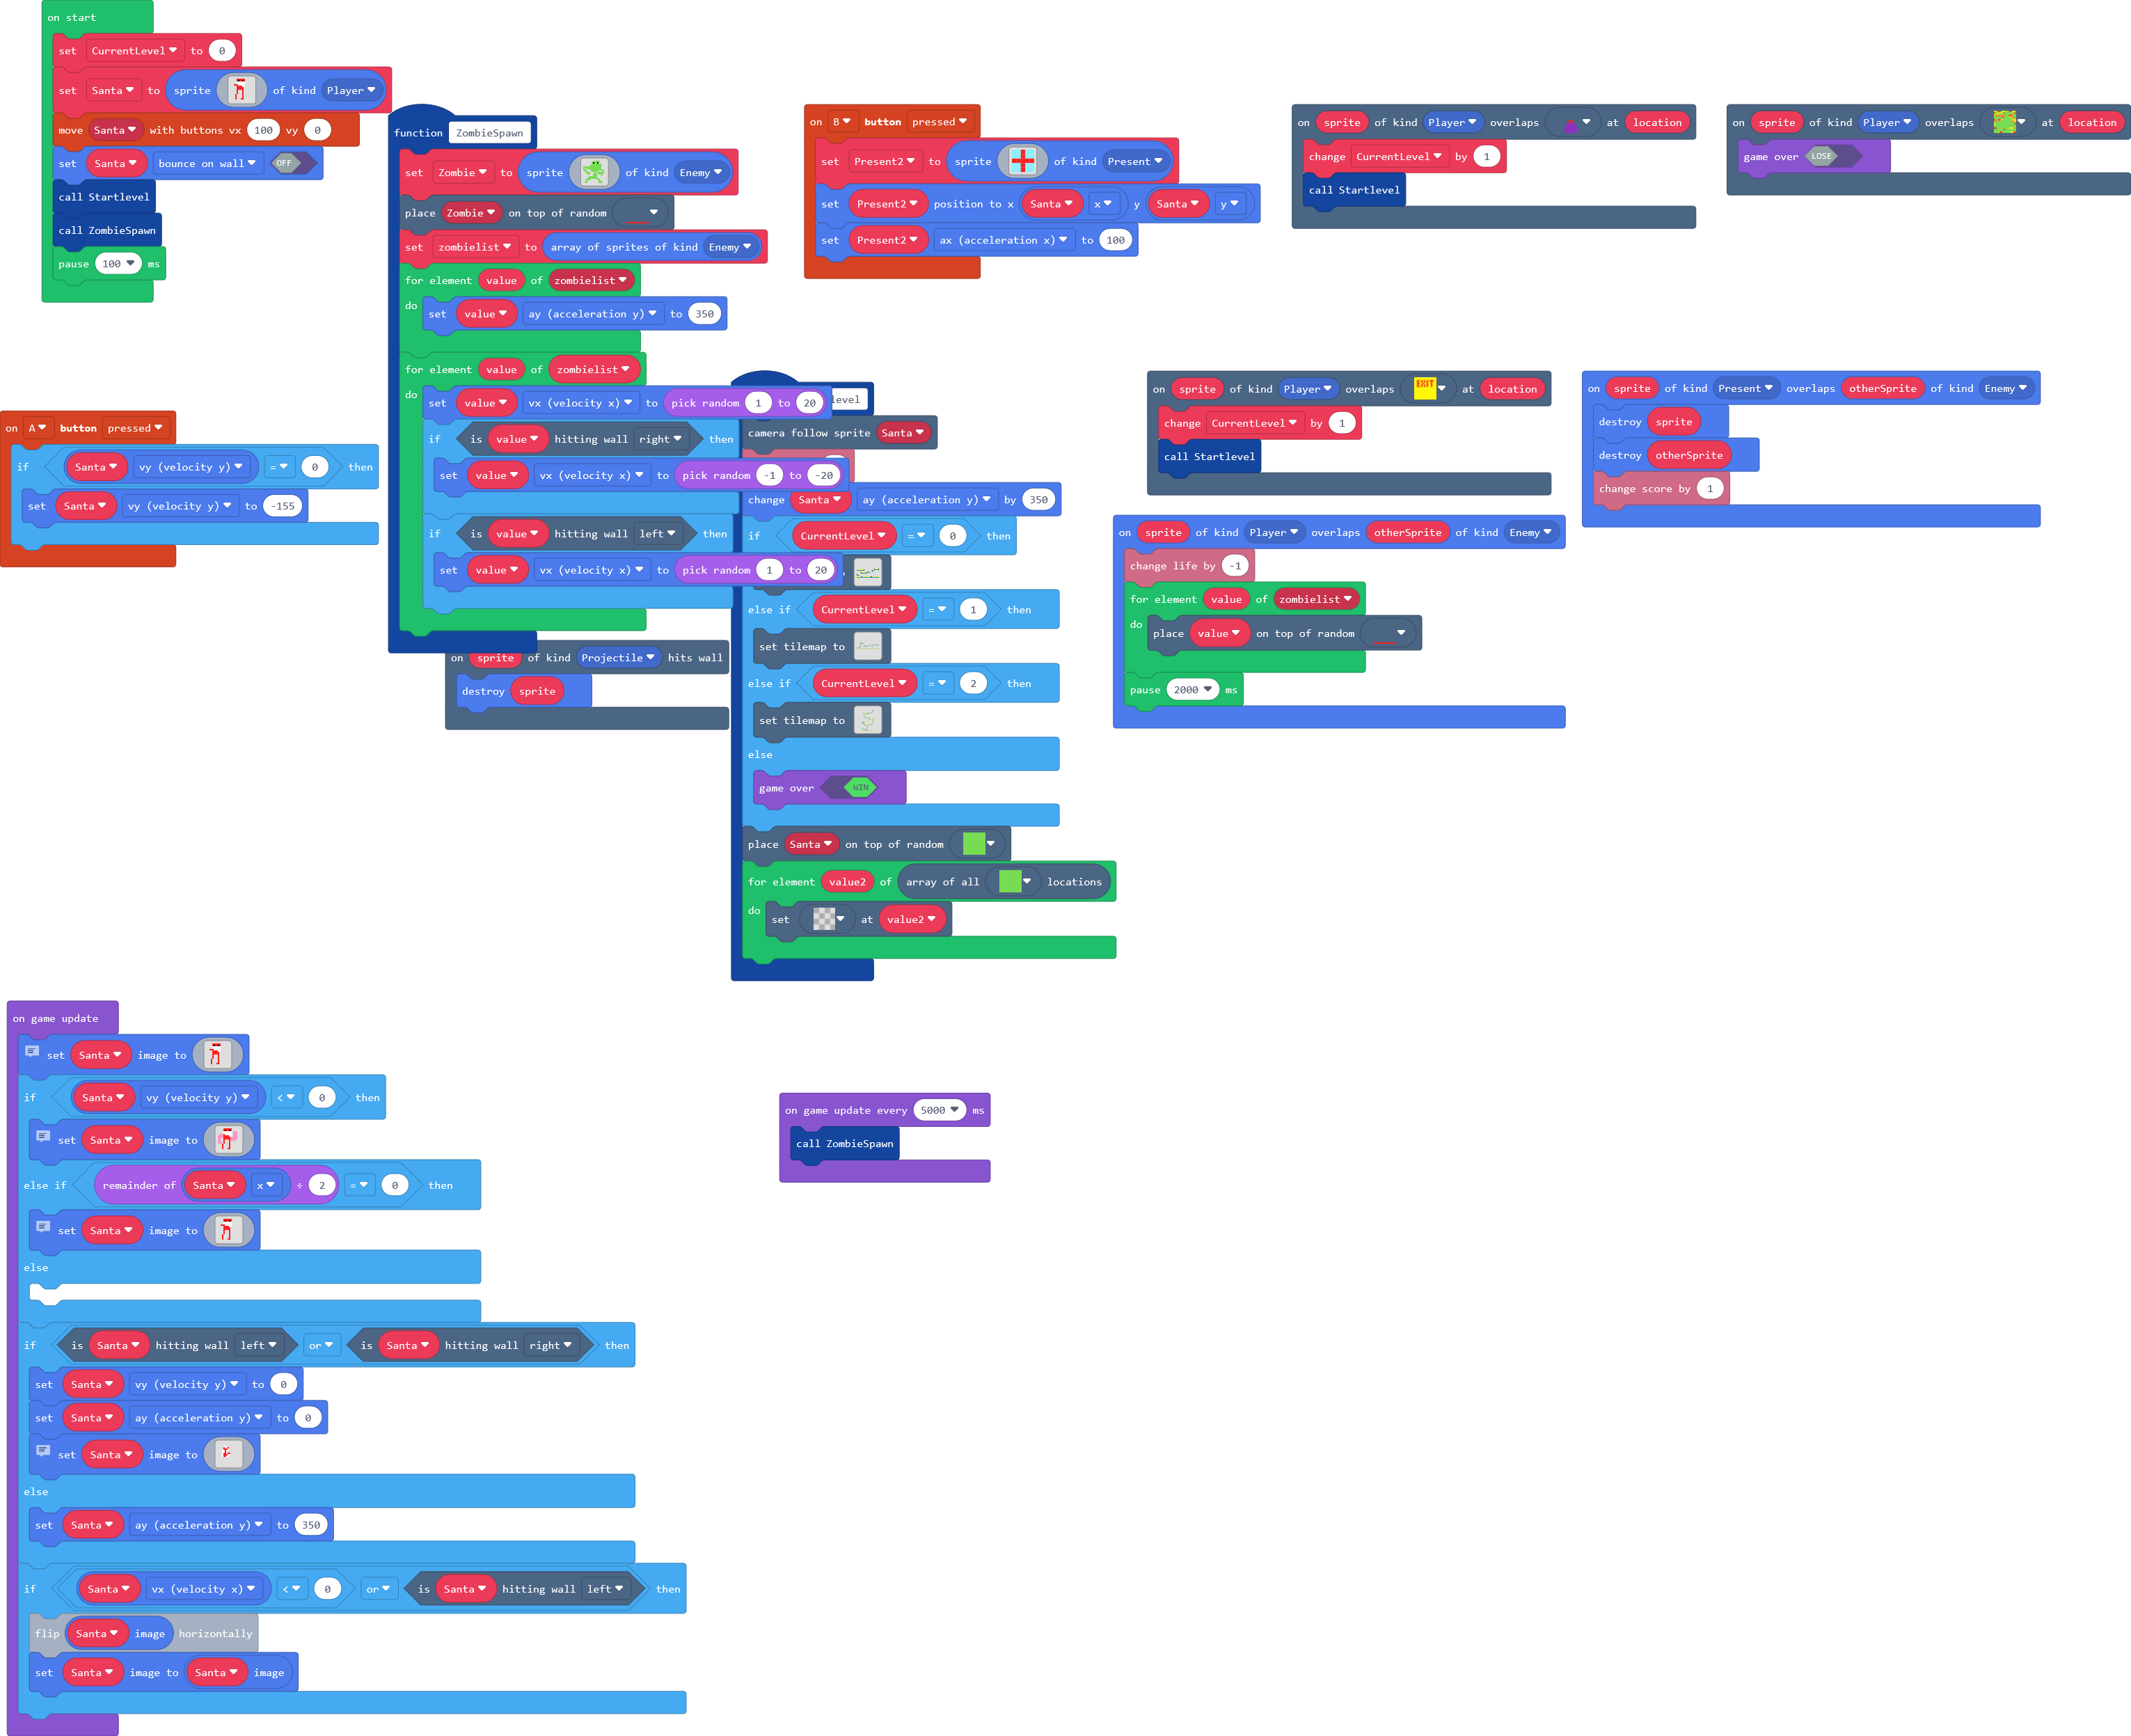 on start
set CurrentLevel to 0
set Santa to sprite of kind Player
move Santa with buttons vx 100 vy 0
set Santa bounce on wall OFF
call Startlevel
call ZombieSpawn
pause 100 ms
function ZombieSpawn
set Zombie to sprite of kind Enemy
place Zombie on top of random
set zombielist to array of sprites of kind Enemy
for element value of zombielist
do
set value ay (acceleration y) to 350
for element value of zombielist
do
set value vx (velocity x) to pick random 1 to 20
if is value hitting wall right then
set value vx (velocity x) to pick random -1 to -20
if is value hitting wall left then
set value vx (velocity x) to pick random 1 to 20
on B button pressed
set Present2 to sprite of kind Present
set Present2 position to x Santa x y Santa y
set Present2 ax (acceleration x) to 100
on sprite of kind Player overlaps at location
change CurrentLevel by 1
call Startlevel
on sprite of kind Player overlaps at location
game over LOSE
on A button pressed
if Santa vy (velocity y) = 0 then
set Santa vy (velocity y) to -155
level
camera follow sprite Santa
change Santa ay (acceleration y) by 350
if CurrentLevel = 0 then
else if CurrentLevel = 1 then
set tilemap to
else if CurrentLevel = 2 then
set tilemap to
else
game over WIN
place Santa on top of random
for element value2 of array of all locations
do
set at value2
on sprite of kind Projectile hits wall
destroy sprite
on sprite of kind Player overlaps EXIT at location
change CurrentLevel by 1
call Startlevel
on sprite of kind Present overlaps otherSprite of kind Enemy
destroy sprite
destroy otherSprite
change score by 1
on sprite of kind Player overlaps otherSprite of kind Enemy
change life by -1
for element value of zombielist
do
place value on top of random
pause 2000 ms
on game update
set Santa image to
if Santa vy (velocity y) < 0 then
set Santa image to
else if remainder of Santa x ÷ 2 = 0 then
set Santa image to
else
if is Santa hitting wall left or is Santa hitting wall right then
set Santa vy (velocity y) to 0
set Santa ay (acceleration y) to 0
set Santa image to
else
set Santa ay (acceleration y) to 350
if Santa vx (velocity x) < 0 or is Santa hitting wall left then
flip Santa image horizontally
set Santa image to Santa image
on game update every 5000 ms
call ZombieSpawn